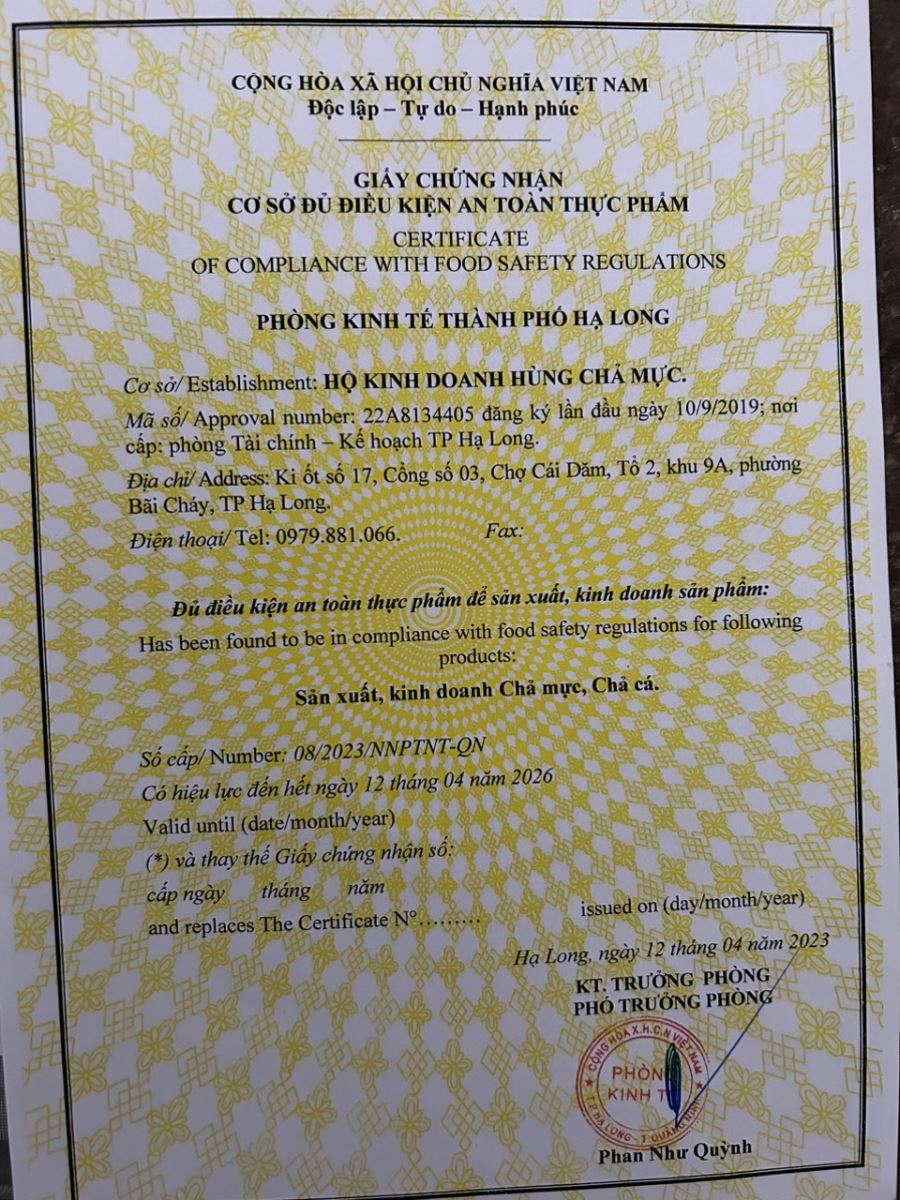 CỘNG HÒA XÃ HỘI CHỦ NGHĨA VIỆT NAM
Độc lập – Tự do – Hạnh phúc
GIẤY CHỨNG NHẬN
CƠ SỞ ĐỦ ĐIỀU KIỆN AN TOÀN THỰC PHẨM
CERTIFICATE
OF COMPLIANCE WITH FOOD SAFETY REGULATIONS
PHÒNG KINH TẾ THÀNH PHỐ HẠ LONG
Cơ sở/ Establishment: HỘ KINH DOANH HÙNG CHẢ MỰC.
Mã số/ Approval number: 22A8134405 đăng ký lần đầu ngày 10/9/2019; nơi
cấp: phòng Tài chính – Kế hoạch TP Hạ Long.
Địa chỉ/ Address: Ki ốt số 17, Cổng số 03, Chợ Cái Dăm, Tổ 2, khu 9A, phường
Bãi Cháy, TP Hạ Long.
Điện thoại/ Tel: 0979.881.066. Fax:
Đủ điều kiện an toàn thực phẩm để sản xuất, kinh doanh sản phẩm:
Has been found to be in compliance with food safety regulations for following
products:
Sản xuất, kinh doanh Chả mực, Chả cá.
Số cấp/ Number: 08/2023/NNPTNT-QN
Có hiệu lực đến hết ngày 12 tháng 04 năm 2026
Valid until (date/month/year)
(*) và thay thế Giấy chứng nhận số:
cấp ngày tháng năm
and replaces The Certificate N°......... issued on (day/month/year)
Hạ Long, ngày 12 tháng 04 năm 2023
KT. TRƯỞNG PHÒNG
PHÓ TRƯỞNG PHÒNG
CỘNG HÒA X.H.C.N VIỆT NAM
PHÒNG
KINH T
T.P HẠ LONG - T. QUẢNG NINH
Phan Như Quỳnh